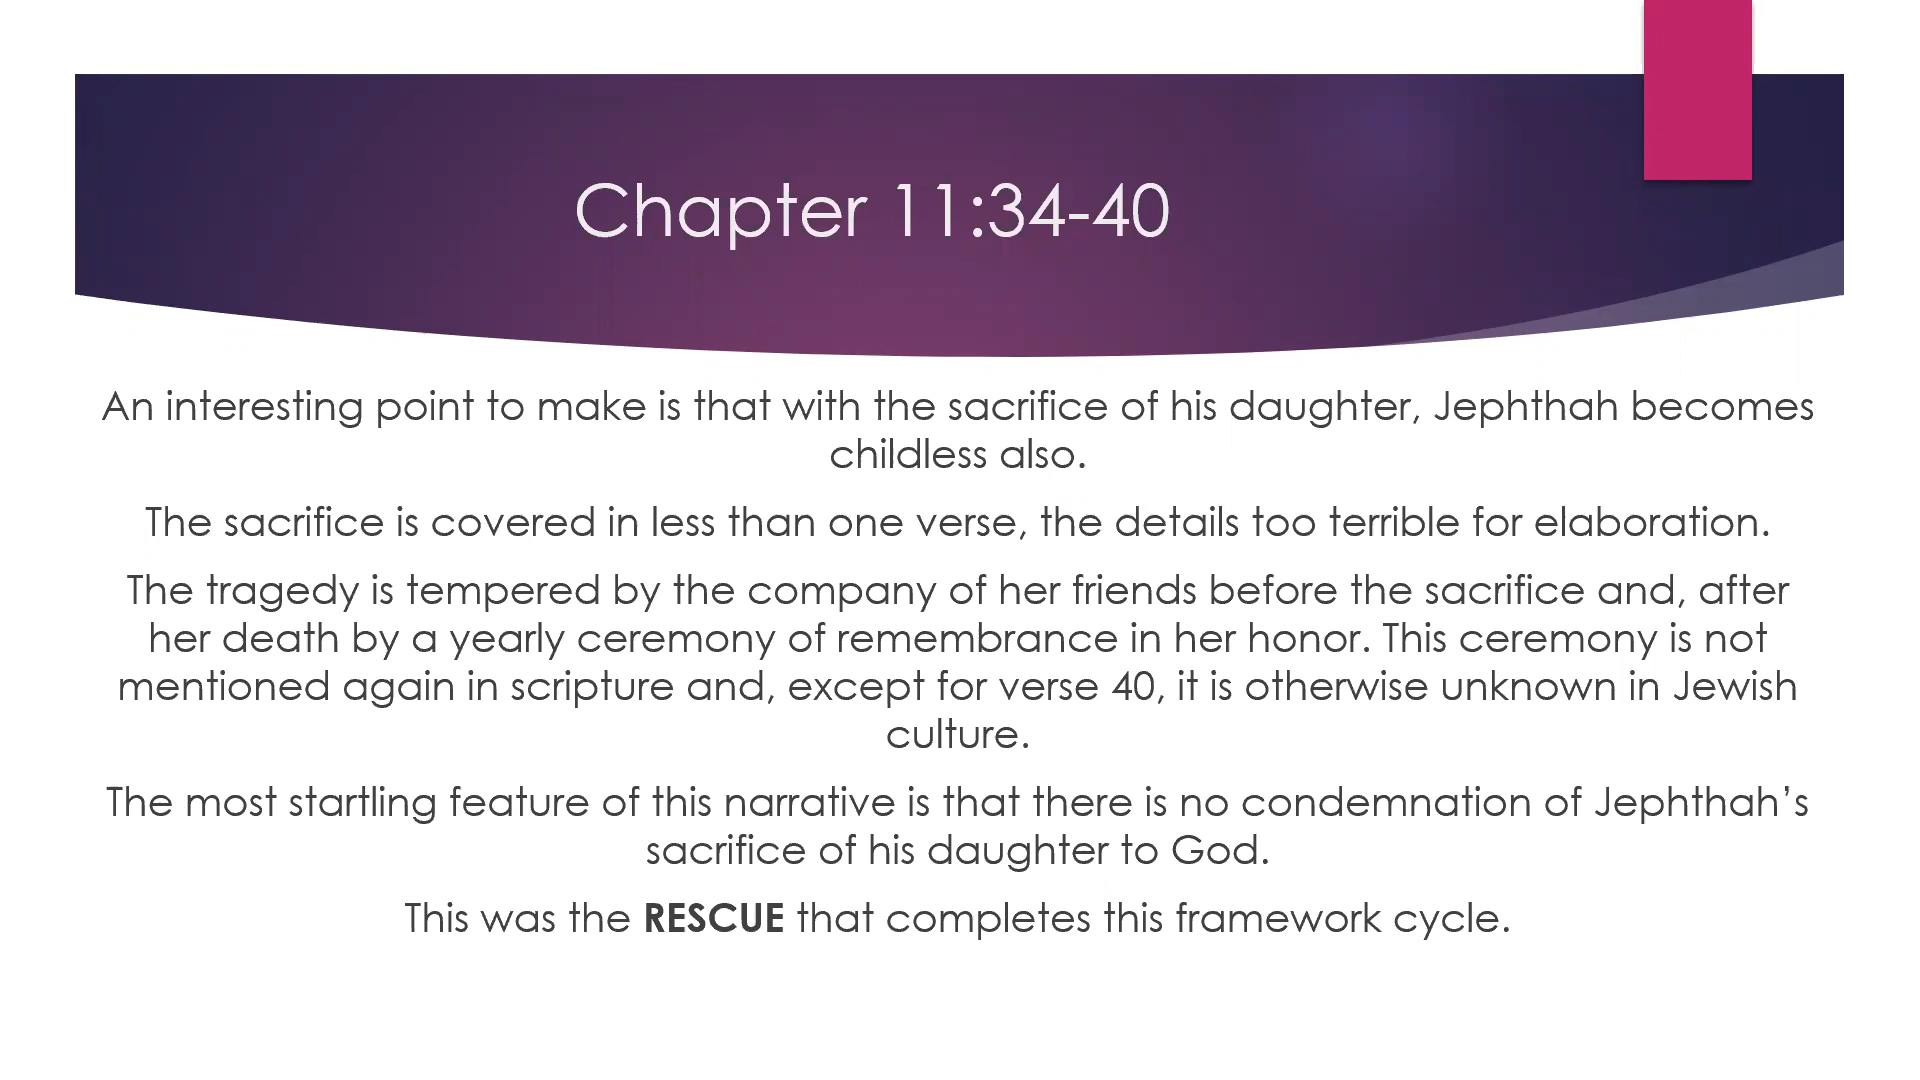 Chapter 11:34-40
An interesting point to make is that with the sacrifice of his daughter, Jephthah becomes
childless also.
The sacrifice is covered in less than one verse, the details too terrible for elaboration.
The tragedy is tempered by the company of her friends before the sacrifice and, after
her death by a yearly ceremony of remembrance in her honor. This ceremony is not
mentioned again in scripture and, except for verse 40, it is otherwise unknown in Jewish
culture.
The most startling feature of this narrative is that there is no condemnation of Jephthah’s
sacrifice of his daughter to God.
This was the RESCUE that completes this framework cycle.